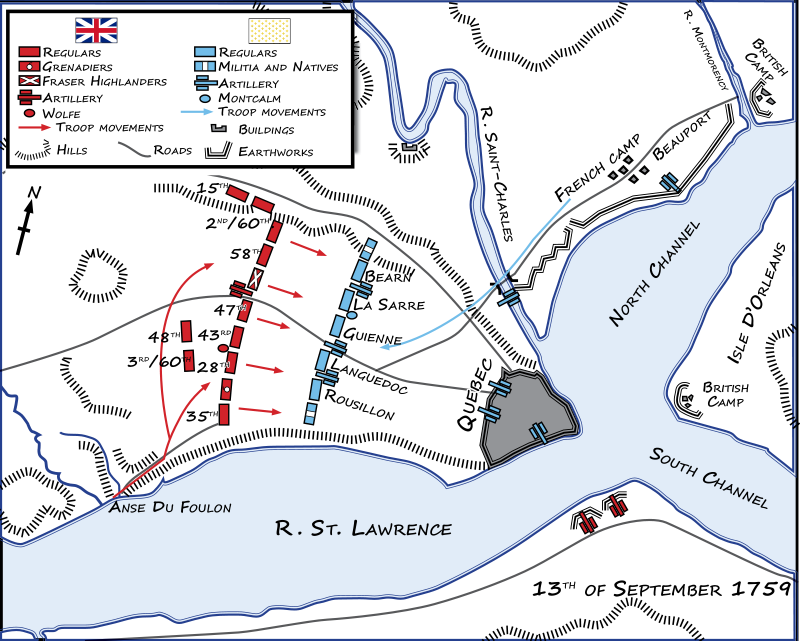 Regulars
Grenadiers
Fraser Highlanders
Artillery
Wolfe
Troop movements
Hills
Regulars
Militia and Natives
Artillery
Montcalm
Troop movements
Buildings
Roads
Earthworks
N
R. Montmorency
British Camp
Beauport
French camp
R. Saint-Charles
North Channel
Isle d'Orleans
15th
2nd/60th
58th
47th
48th
43rd
3rd/60th
28th
35th
Bearn
La Sarre
Guienne
Languedoc
Rousillon
Quebec
British Camp
South Channel
Anse Du Foulon
R. St. Lawrence
13th of September 1759